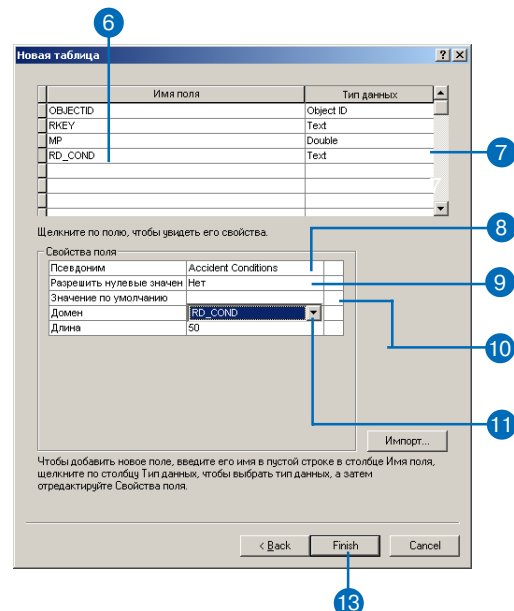 6
Новая таблица
Имя поля Тип данных
OBJECTID Object ID
RKEY Text
MP Double
RD_COND Text
7
7
Щелкните по полю, чтобы увидеть его свойства.
8
Свойства поля
Псевдоним Accident Conditions
Разрешить нулевые значен Нет
9
Значение по умолчанию
Домен RD_COND
Длина 50
10
11
Импорт...
Чтобы добавить новое поле, введите его имя в пустой строке в столбце Имя поля,
щелкните по столбцу Тип данных, чтобы выбрать тип данных, а затем
отредактируйте Свойства поля.
< Back Finish Cancel
13